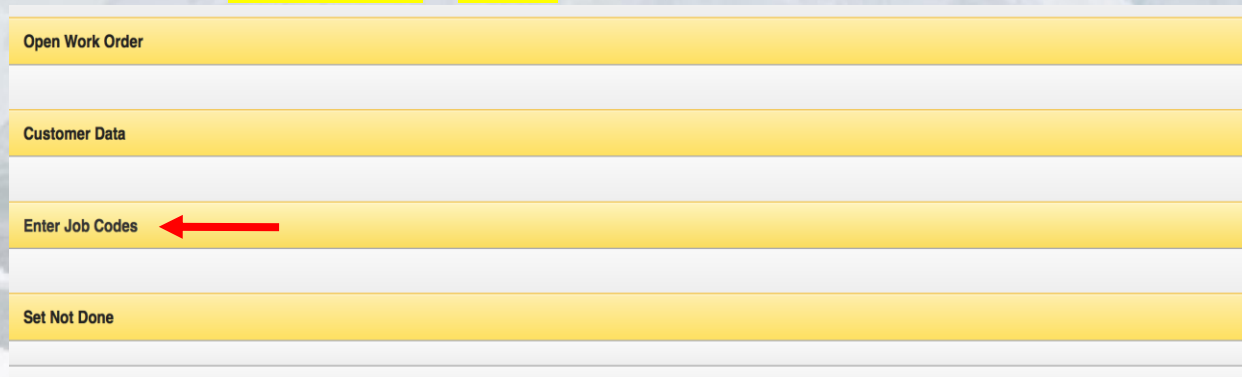 Open Work Order
Customer Data
Enter Job Codes
Set Not Done